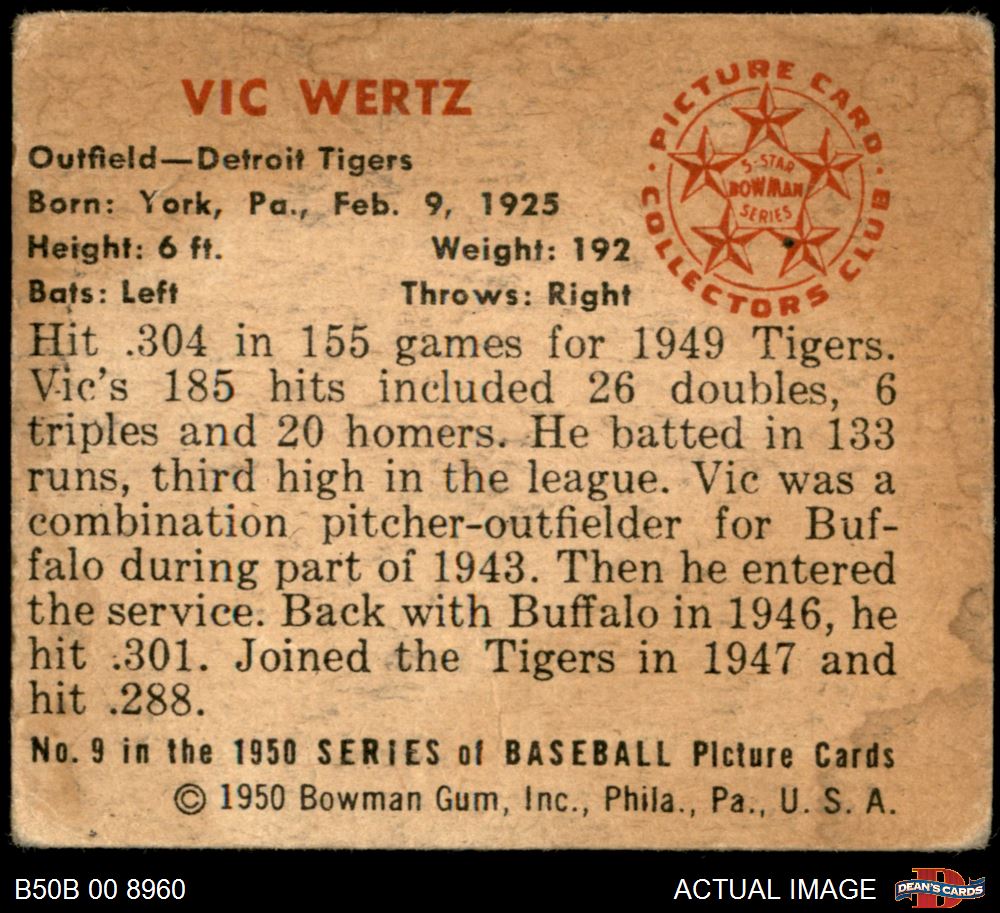 VIC WERTZ
Outfield—Detroit Tigers
Born: York, Pa., Feb. 9, 1925
Height: 6 ft. Weight: 192
Bats: Left Throws: Right
PICTURE CARD
COLLECTORS CLUB
5-STAR
BOWMAN
SERIES
Hit .304 in 155 games for 1949 Tigers.
Vic's 185 hits included 26 doubles, 6
triples and 20 homers. He batted in 133
runs, third high in the league. Vic was a
combination pitcher-outfielder for Buf-
falo during part of 1943. Then he entered
the service. Back with Buffalo in 1946, he
hit .301. Joined the Tigers in 1947 and
hit .288.
No. 9 in the 1950 SERIES of BASEBALL Picture Cards
© 1950 Bowman Gum, Inc., Phila., Pa., U. S. A.
B50B 00 8960
ACTUAL IMAGE
D
DEAN'S CARDS